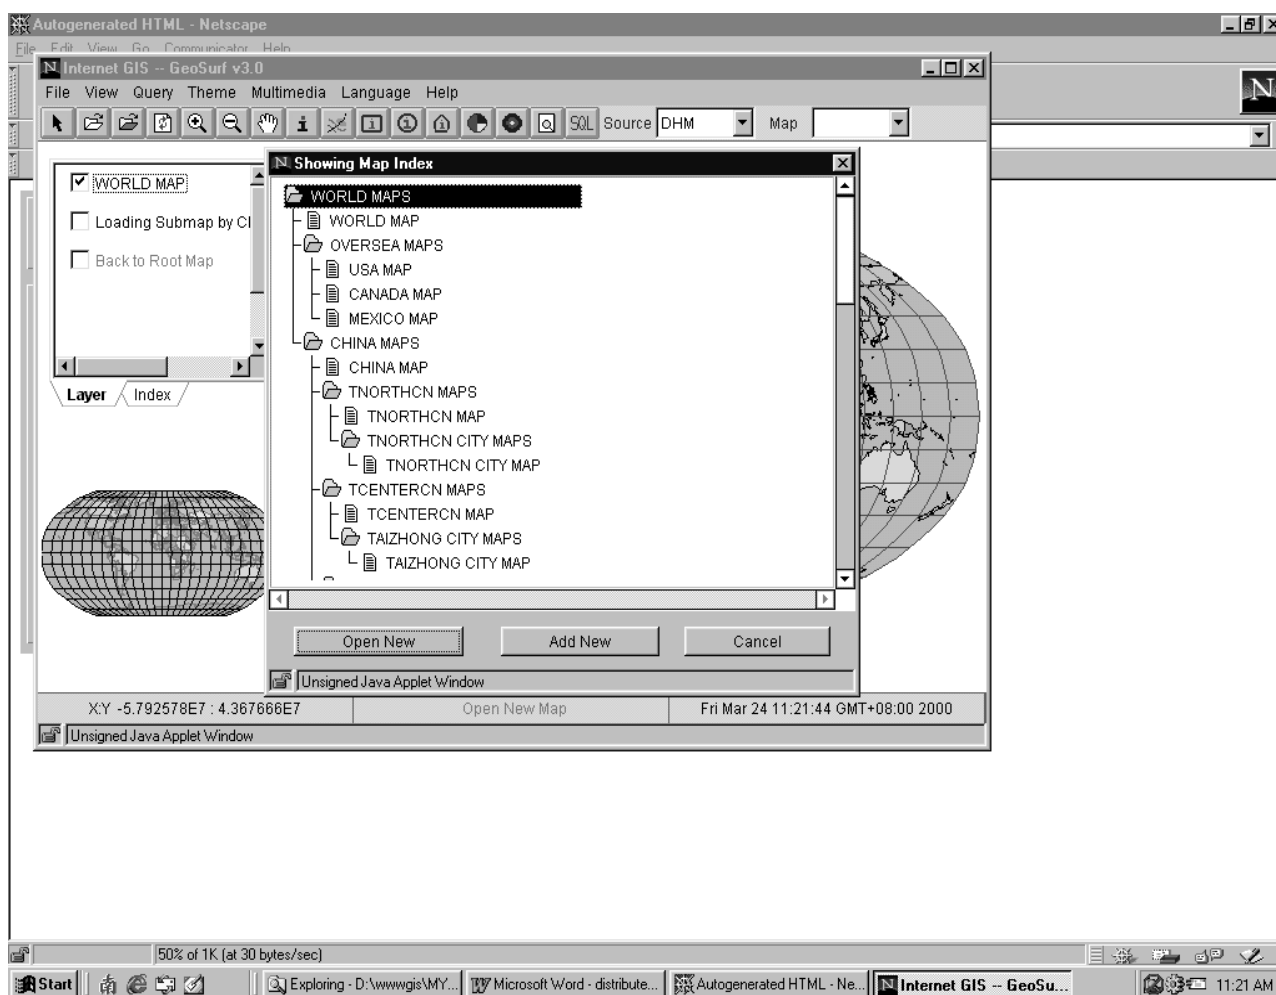 Autogenerated HTML - Netscape
File Edit View Go Communicator Help
Internet GIS -- GeoSurf v3.0
File View Query Theme Multimedia Language Help
SQL Source DHM Map
Showing Map Index
WORLD MAP
Loading Submap by Cl
Back to Root Map
Layer Index
WORLD MAPS
WORLD MAP
OVERSEA MAPS
USA MAP
CANADA MAP
MEXICO MAP
CHINA MAPS
CHINA MAP
TNORTHCN MAPS
TNORTHCN MAP
TNORTHCN CITY MAPS
TNORTHCN CITY MAP
TCENTERCN MAPS
TCENTERCN MAP
TAIZHONG CITY MAPS
TAIZHONG CITY MAP
Open New Add New Cancel
Unsigned Java Applet Window
X:Y -5.792578E7 : 4.367666E7 Open New Map Fri Mar 24 11:21:44 GMT+08:00 2000
Unsigned Java Applet Window
50% of 1K (at 30 bytes/sec)
Start Exploring - D:\wwwgis\MY... Microsoft Word - distribute... Autogenerated HTML - Ne... Internet GIS -- GeoSu... 11:21 AM